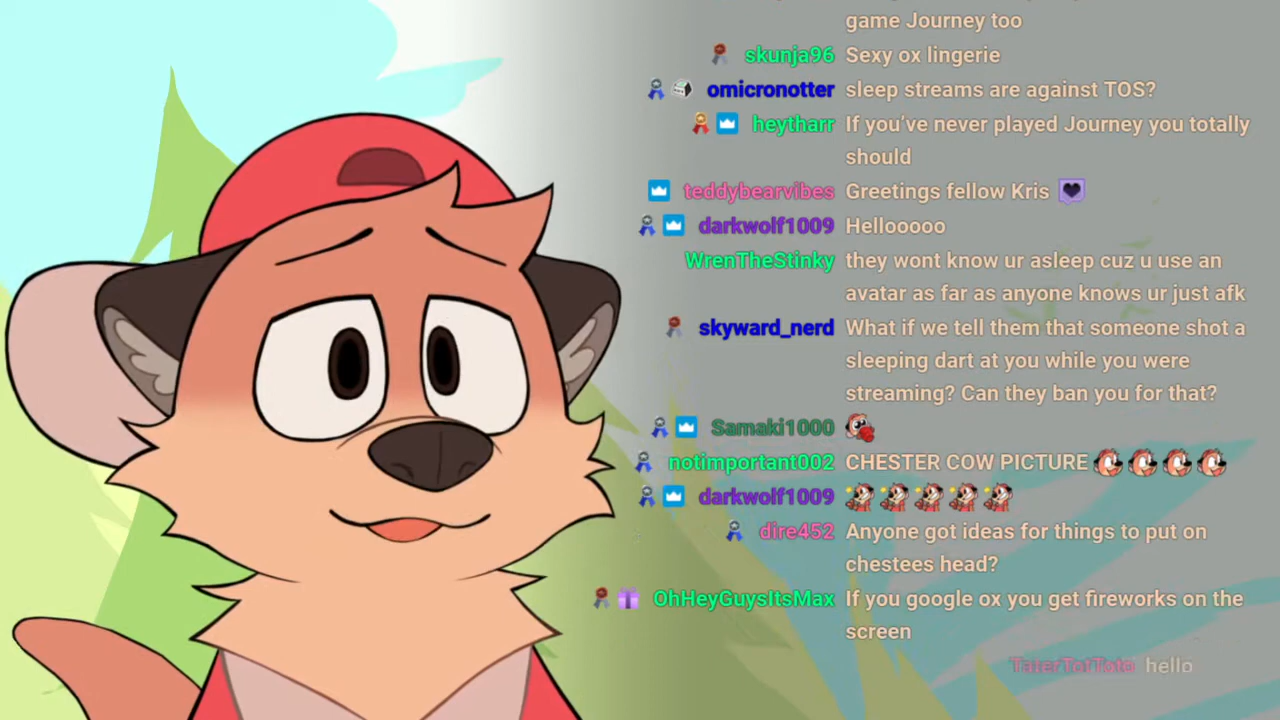 game Journey too
skunja96 Sexy ox lingerie
omicronotter sleep streams are against TOS?
heytharr If you've never played Journey you totally
should
teddybearvibes Greetings fellow Kris
darkwolf1009 Hellooooo
WrenTheStinky they wont know ur asleep cuz u use an
avatar as far as anyone knows ur just afk
skyward_nerd What if we tell them that someone shot a
sleeping dart at you while you were
streaming? Can they ban you for that?
Samaki1000
notimportant002 CHESTER COW PICTURE
darkwolf1009
dire452 Anyone got ideas for things to put on
chestees head?
OhHeyGuysItsMax If you google ox you get fireworks on the
screen
TaterTotToto hello